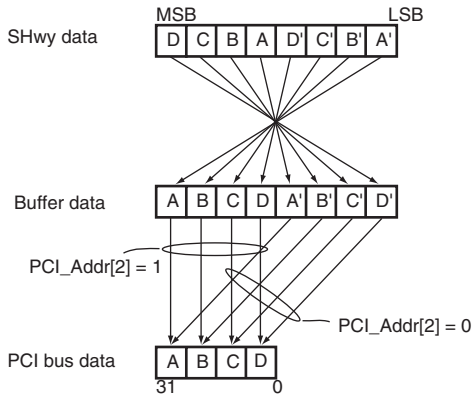 MSB LSB
SHwy data D C B A D' C' B' A'
Buffer data A B C D A' B' C' D'
PCI_Addr[2] = 1
PCI_Addr[2] = 0
PCI bus data A B C D
31 0